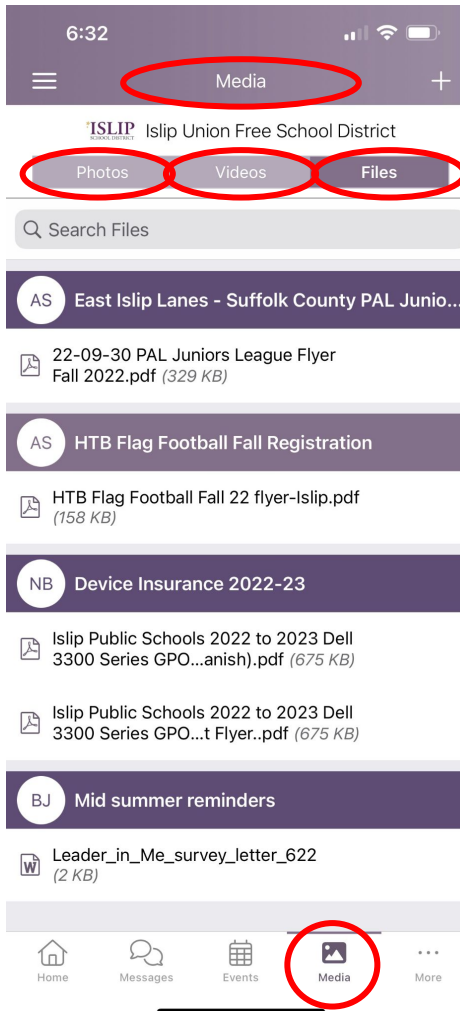 6:32
Media
ISLIP Islip Union Free School District
SCHOOL DISTRICT
Photos Videos Files
Search Files
AS East Islip Lanes - Suffolk County PAL Junio...
22-09-30 PAL Juniors League Flyer
Fall 2022.pdf (329 KB)
AS HTB Flag Football Fall Registration
HTB Flag Football Fall 22 flyer-Islip.pdf
(158 KB)
NB Device Insurance 2022-23
Islip Public Schools 2022 to 2023 Dell
3300 Series GPO...anish).pdf (675 KB)
Islip Public Schools 2022 to 2023 Dell
3300 Series GPO...t Flyer..pdf (675 KB)
BJ Mid summer reminders
W Leader_in_Me_survey_letter_622
(2 KB)
Home Messages Events Media More